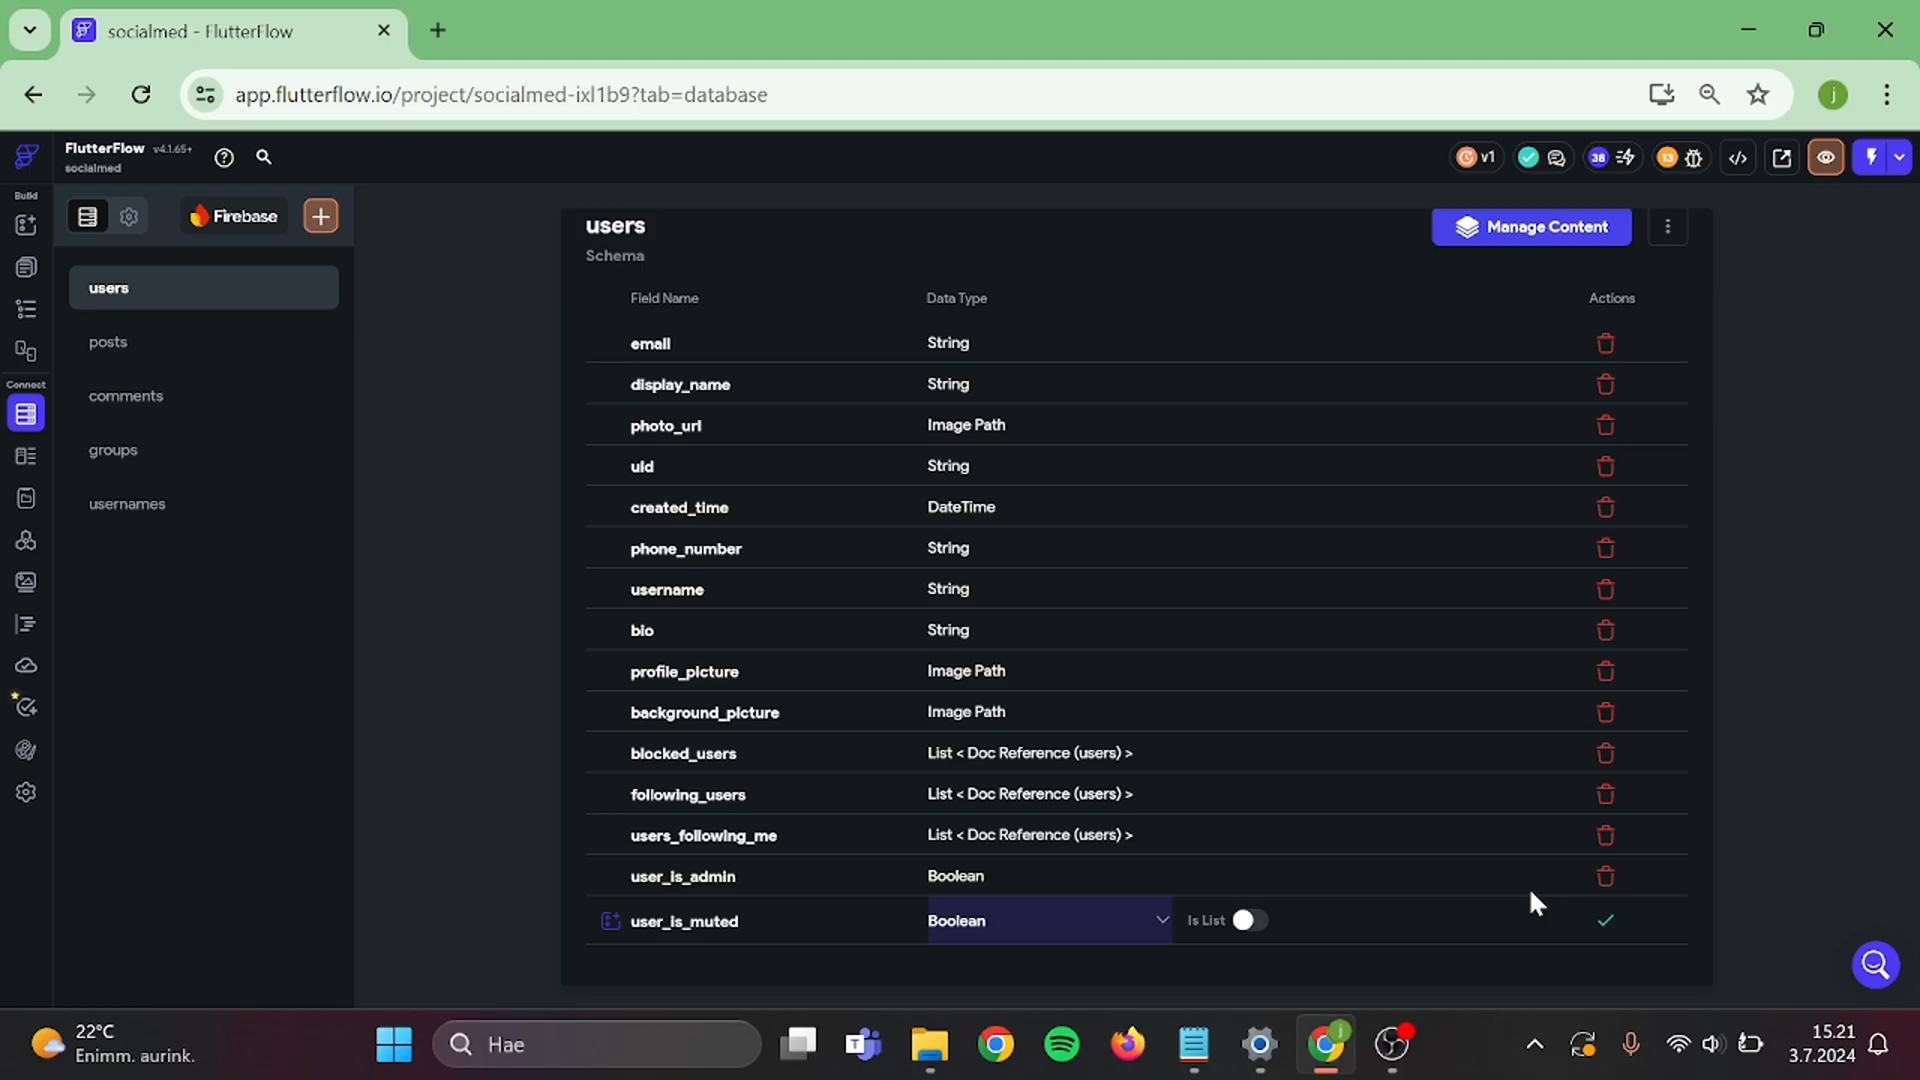 socialmed - FlutterFlow
app.flutterflow.io/project/socialmed-ixl1b9?tab=database
j
FlutterFlow v4.1.65+
socialmed
v1
38
13
Build
Firebase
users
Schema
Manage Content
Field Name Data Type Actions
users
posts
comments
groups
usernames
Connect
email String
display_name String
photo_url Image Path
uid String
created_time DateTime
phone_number String
username String
bio String
profile_picture Image Path
background_picture Image Path
blocked_users List < Doc Reference (users) >
following_users List < Doc Reference (users) >
users_following_me List < Doc Reference (users) >
user_is_admin Boolean
user_is_muted Boolean Is List
22°C
Enimm. aurink.
Hae
15.21
3.7.2024